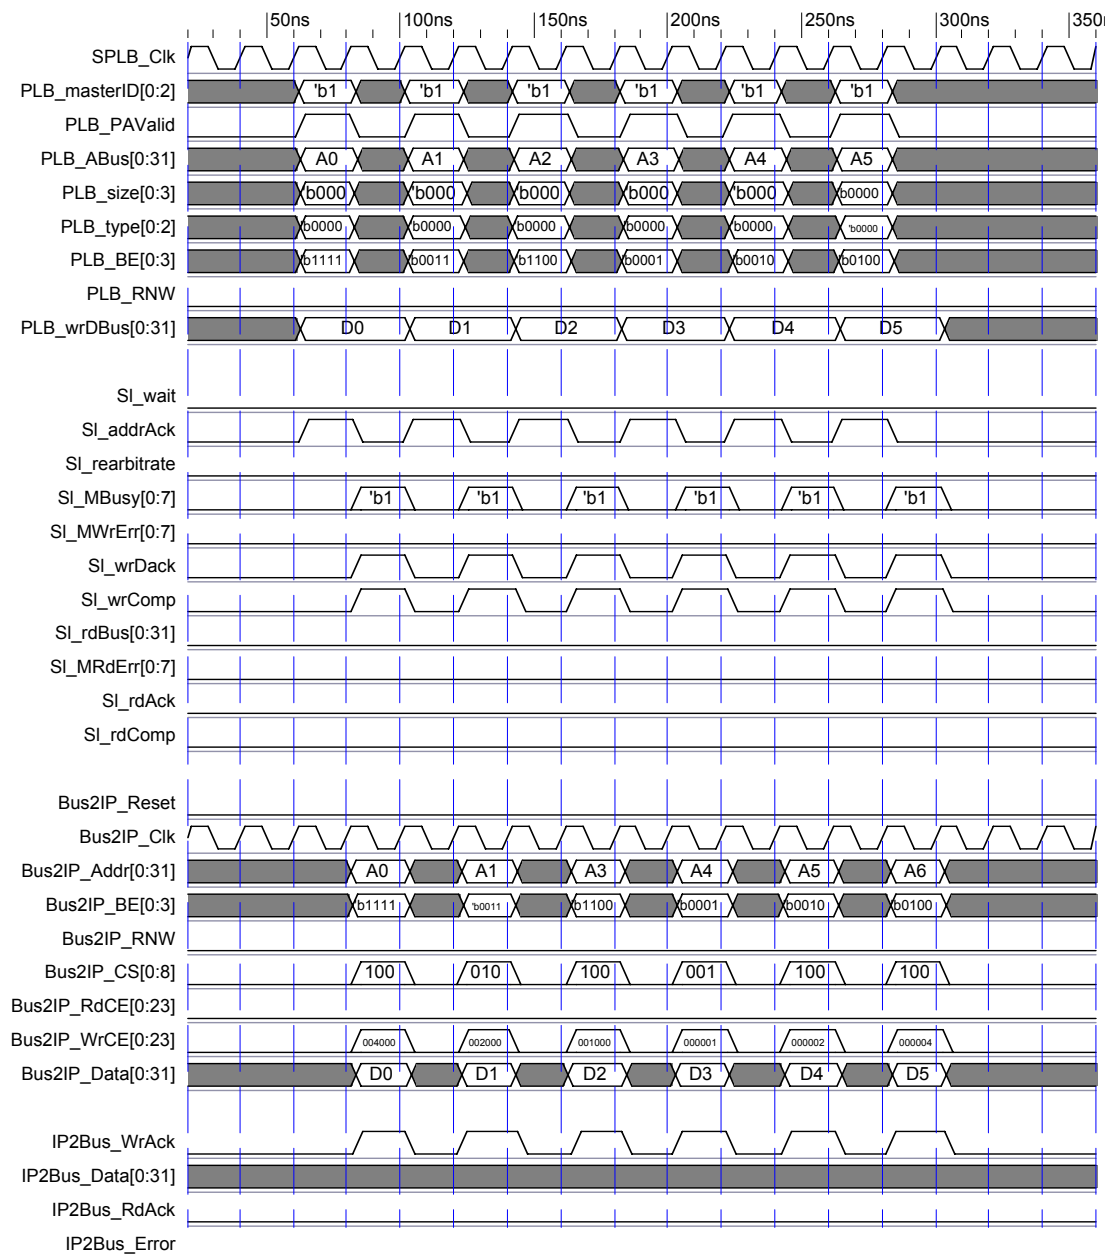 50ns 100ns 150ns 200ns 250ns 300ns 350n
SPLB_Clk
PLB_masterID[0:2] 'b1 'b1 'b1 'b1 'b1 'b1
PLB_PAValid
PLB_ABus[0:31] A0 A1 A2 A3 A4 A5
PLB_size[0:3] 'b000 'b000 'b000 'b000 'b000 'b0000
PLB_type[0:2] 'b0000 'b0000 'b0000 'b0000 'b0000 'b0000
PLB_BE[0:3] 'b1111 'b0011 'b1100 'b0001 'b0010 'b0100
PLB_RNW
PLB_wrDBus[0:31] D0 D1 D2 D3 D4 D5
Sl_wait
Sl_addrAck
Sl_rearbitrate
Sl_MBusy[0:7] 'b1 'b1 'b1 'b1 'b1 'b1
Sl_MWrErr[0:7]
Sl_wrDack
Sl_wrComp
Sl_rdBus[0:31]
Sl_MRdErr[0:7]
Sl_rdAck
Sl_rdComp
Bus2IP_Reset
Bus2IP_Clk
Bus2IP_Addr[0:31] A0 A1 A3 A4 A5 A6
Bus2IP_BE[0:3] 'b1111 'b0011 'b1100 'b0001 'b0010 'b0100
Bus2IP_RNW
Bus2IP_CS[0:8] 100 010 100 001 100 100
Bus2IP_RdCE[0:23]
Bus2IP_WrCE[0:23] 004000 002000 001000 000001 000002 000004
Bus2IP_Data[0:31] D0 D1 D2 D3 D4 D5
IP2Bus_WrAck
IP2Bus_Data[0:31]
IP2Bus_RdAck
IP2Bus_Error